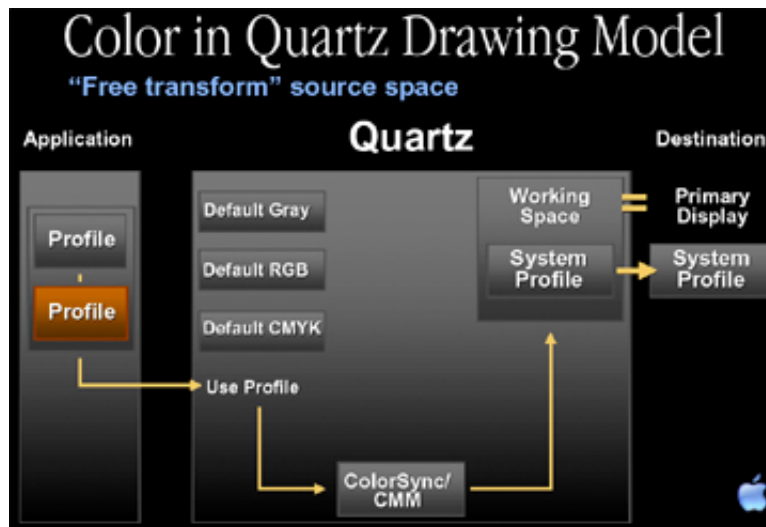 Color in Quartz Drawing Model
“Free transform” source space
Application
Quartz
Destination
Profile
Profile
Default Gray
Default RGB
Default CMYK
Use Profile
ColorSync/
CMM
Working
Space
System
Profile
Primary
Display
System
Profile